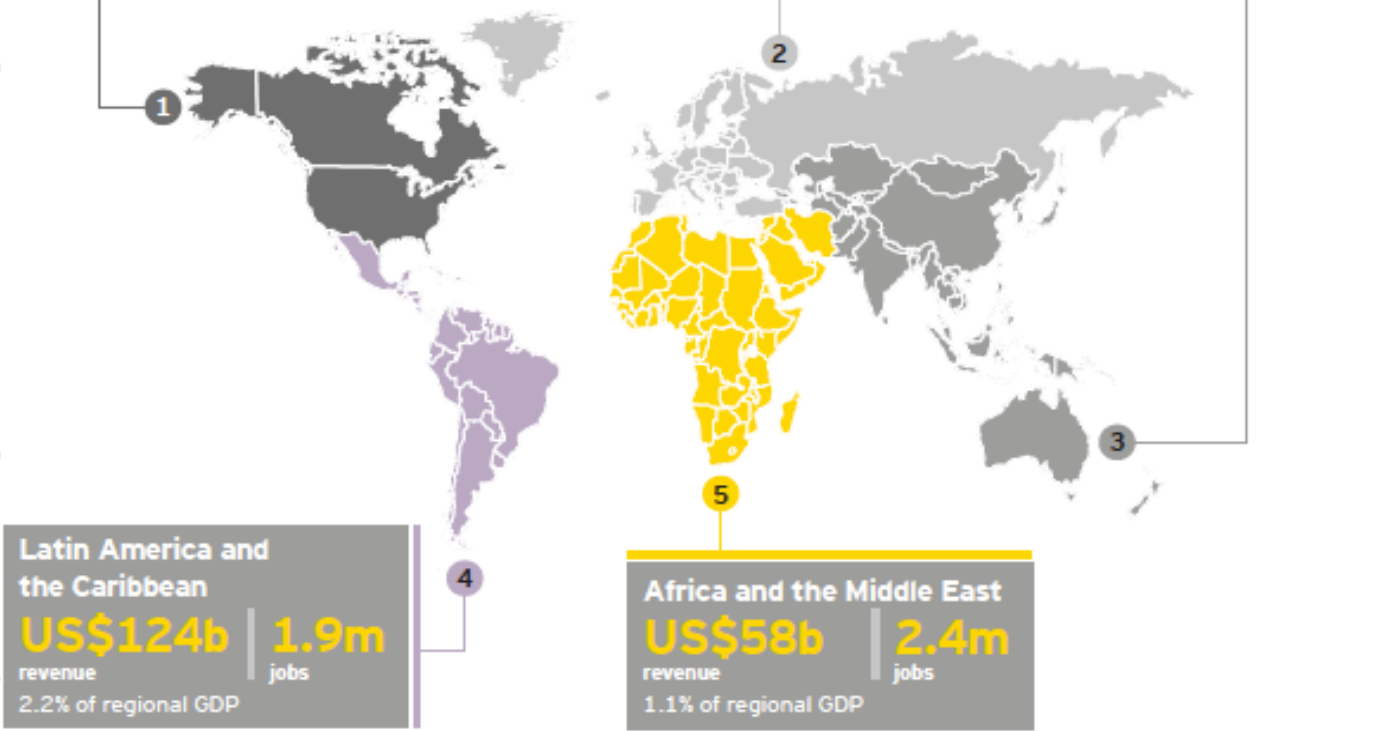 2
1
3
5
4
Latin America and
the Caribbean
US$124b 1.9m
revenue jobs
2.2% of regional GDP
Africa and the Middle East
US$58b 2.4m
revenue jobs
1.1% of regional GDP